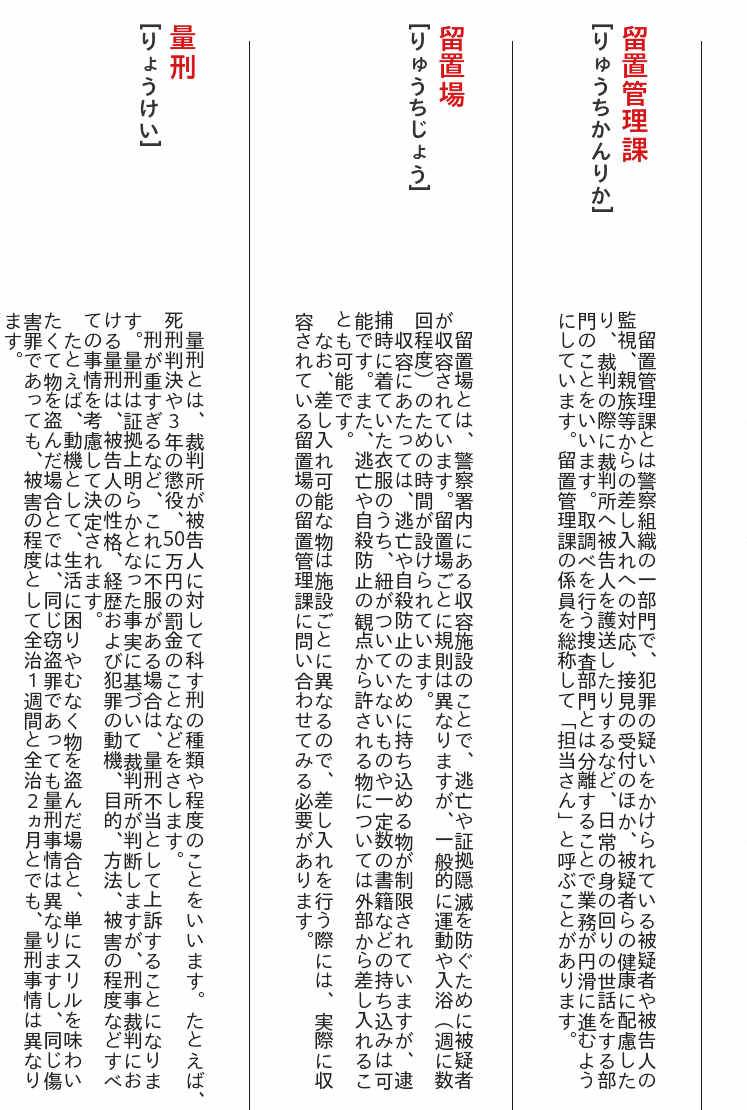 留置管理課
[りゅうちかんりか]
　留置管理課とは警察組織の一部門で、犯罪の疑いをかけられている被疑者や被告人の
監視、親族等からの差し入れへの対応、接見の受付のほか、被疑者らの健康に配慮した
り、裁判の際に裁判所へ被告人を護送したりするなど、日常の身の回りの世話をする部
門のことをいいます。取調べを行う捜査部門とは分離することで業務が円滑に進むよう
にしています。留置管理課の係員を総称して「担当さん」と呼ぶことがあります。
留置場
[りゅうちじょう]
　留置場とは、警察署内にある収容施設のことで、逃亡や証拠隠滅を防ぐために被疑者
が収容されています。留置場ごとに規則は異なりますが、一般的に運動や入浴（週に数
回程度）のための時間が設けられています。
　収容にあたっては、逃亡や自殺防止のために持ち込める物が制限されていますが、逮
捕時に着ていた衣服のうち、紐がついていないものや一定数の書籍などの持ち込みは可
能です。また、逃亡や自殺防止の観点から許される物については外部から差し入れるこ
とも可能です。
　なお、差し入れ可能な物は施設ごとに異なるので、差し入れを行う際には、実際に収
容されている留置場の留置管理課に問い合わせてみる必要があります。
量刑
[りょうけい]
　量刑とは、裁判所が被告人に対して科す刑の種類や程度のことをいいます。たとえば、
死刑判決や3年の懲役、50万円の罰金のことなどをさします。
　刑が重すぎるなど、これに不服がある場合は、量刑不当として上訴することになりま
す。量刑は証拠上明らかとなった事実に基づいて裁判所が判断しますが、刑事裁判にお
ける量刑は、被告人の性格、経歴および犯罪の動機、目的、方法、被害の程度などすべ
ての事情を考慮して決定されます。
　たとえば、動機として、生活に困りやむなく物を盗んだ場合と、単にスリルを味わい
たくて物を盗んだ場合とでは、同じ窃盗罪であっても量刑事情は異なりますし、同じ傷
害罪であっても、被害の程度として全治1週間と全治2ヵ月とでも、量刑事情は異なり
ます。